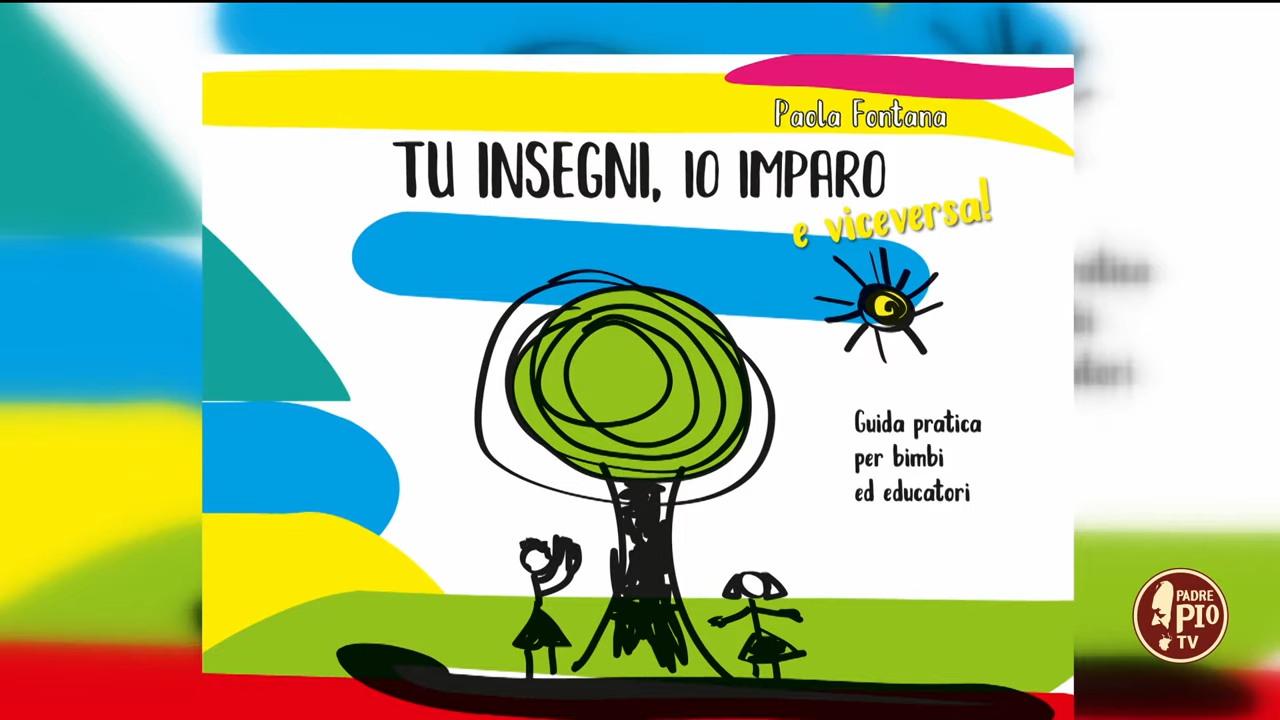 Paola Fontana
TU INSEGNI, IO IMPARO
e viceversa!
Guida pratica
per bimbi
ed educatori
PADRE
PIO
TV